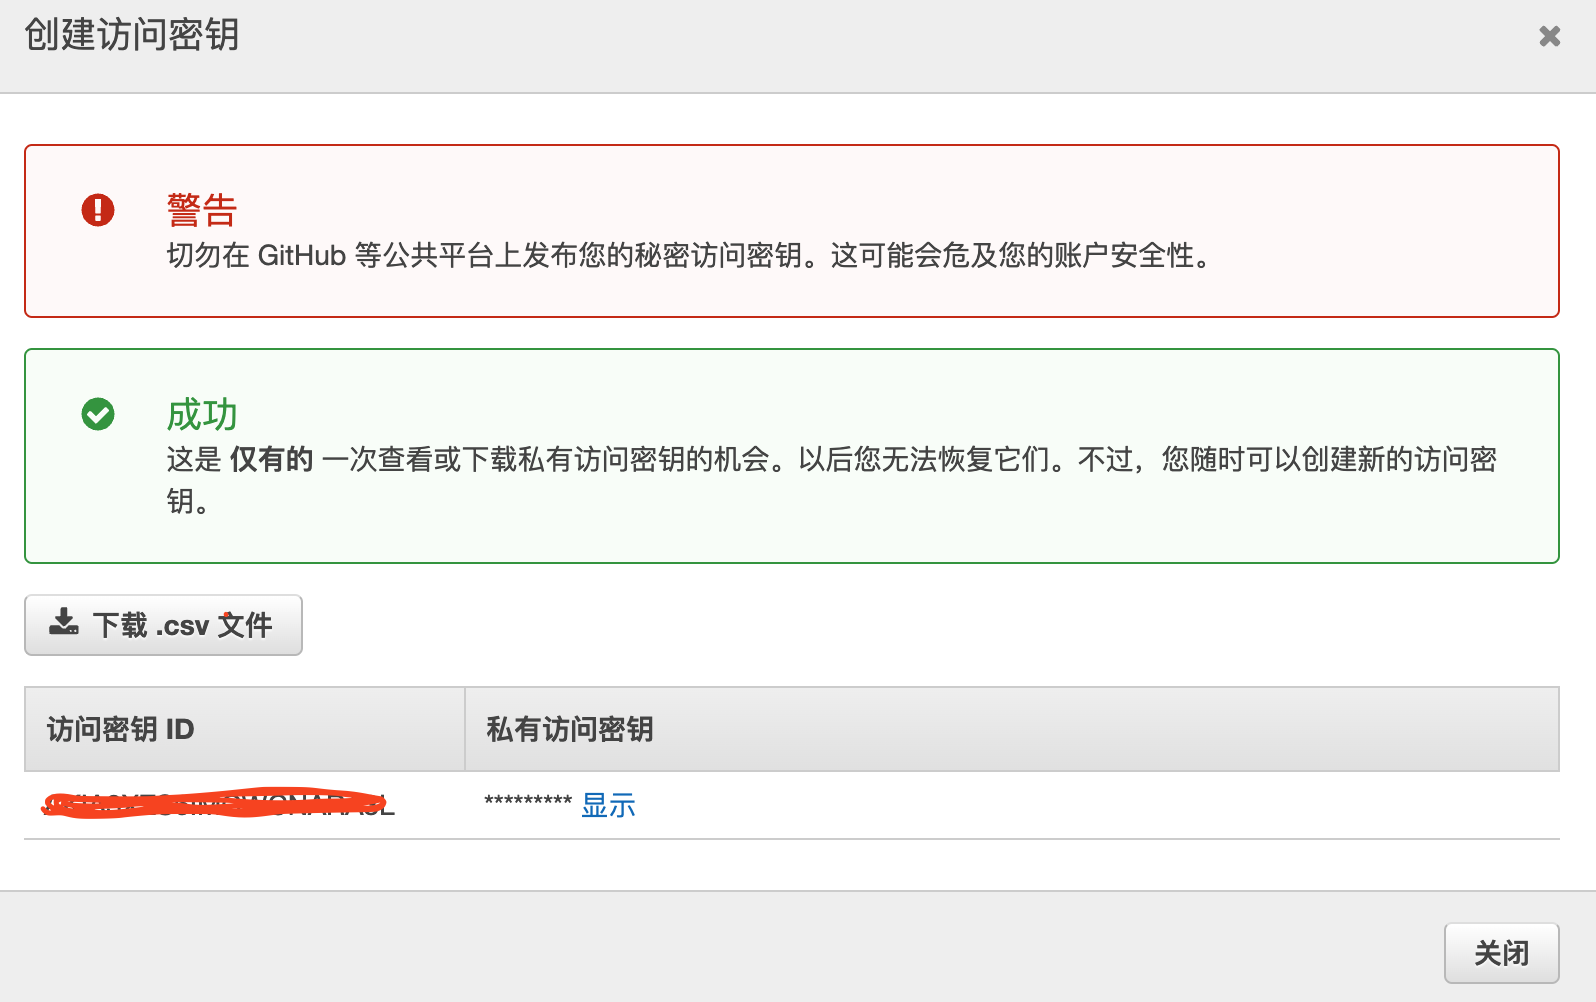 创建访问密钥
警告
切勿在 GitHub 等公共平台上发布您的秘密访问密钥。这可能会危及您的账户安全性。
成功
这是 仅有的 一次查看或下载私有访问密钥的机会。以后您无法恢复它们。不过，您随时可以创建新的访问密
钥。
下载 .csv 文件
访问密钥 ID
私有访问密钥
********* 显示
关闭